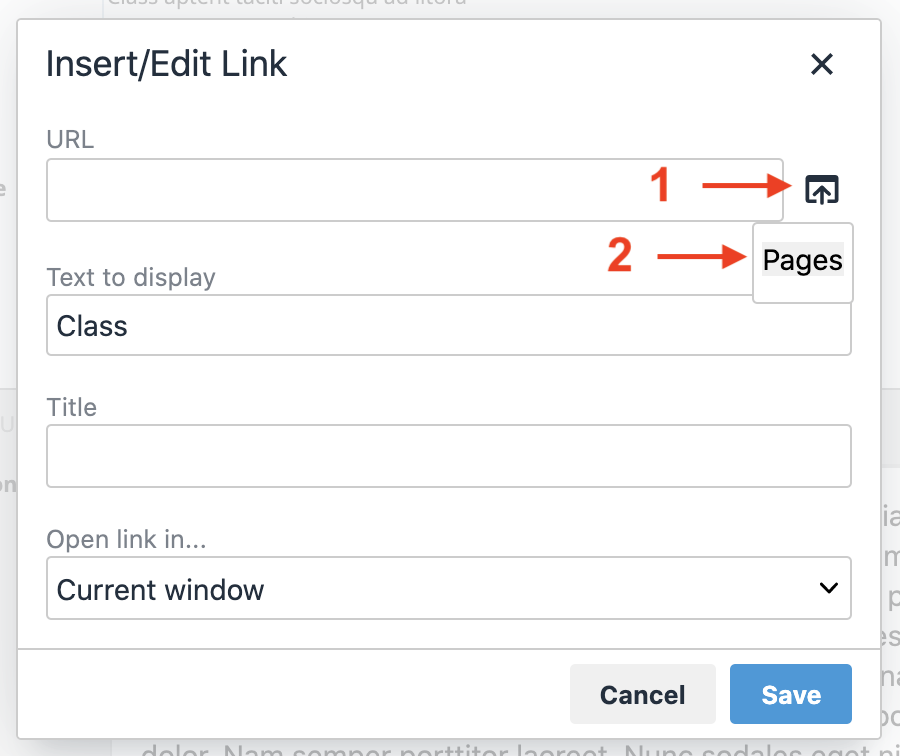 Class aptent taciti sociosqu ad litora
Insert/Edit Link
URL
1
2
Pages
Text to display
Class
Title
Open link in...
Current window
Cancel
Save
dolor. Nam semper porttitor laoreet. Nunc sodales eget